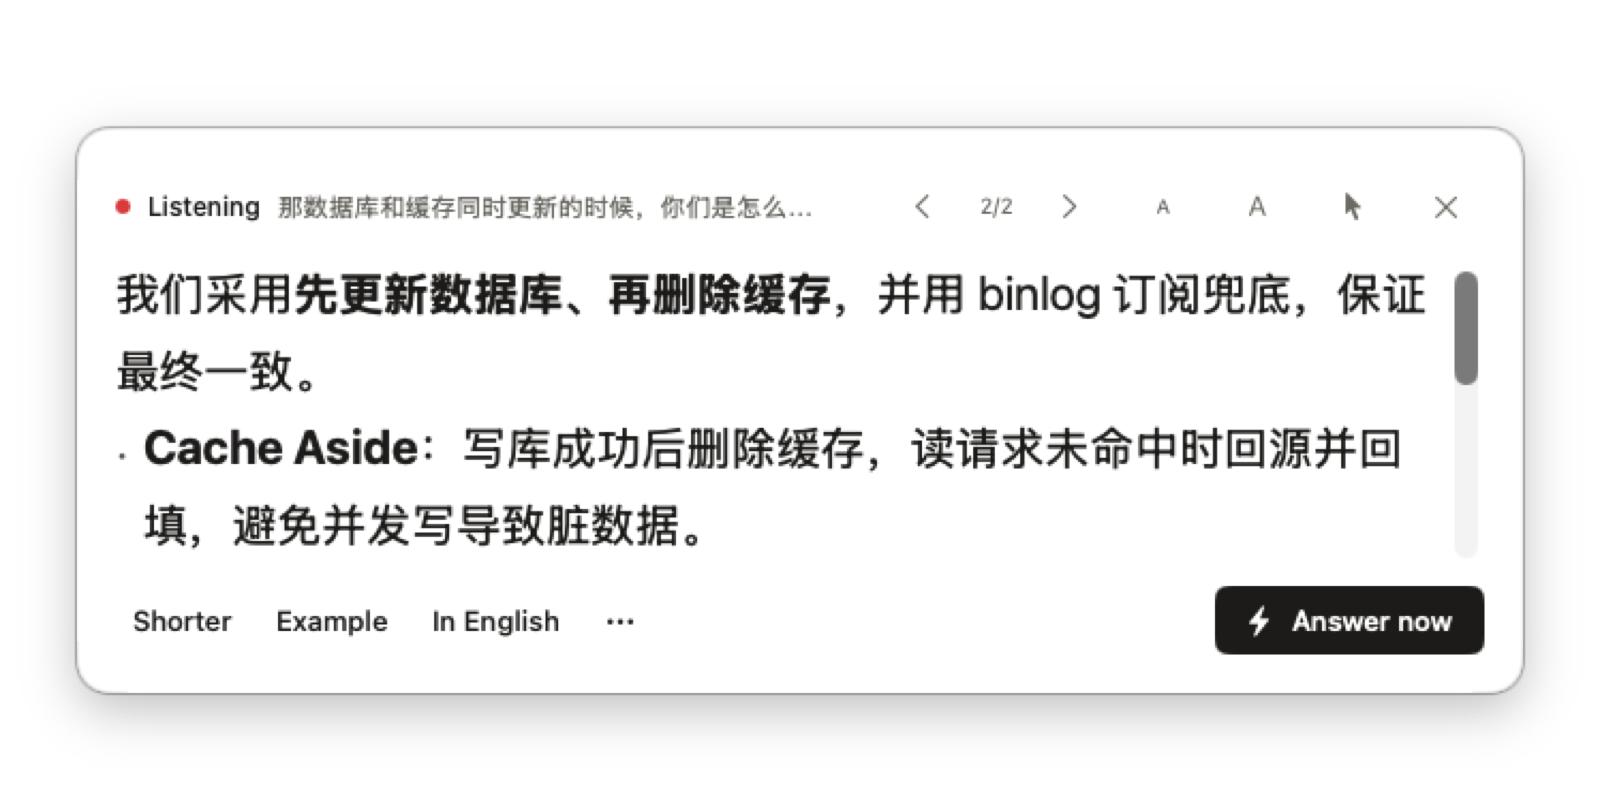 Listening 那数据库和缓存同时更新的时候，你们是怎么... 2/2 A A
我们采用先更新数据库、再删除缓存，并用 binlog 订阅兜底，保证
最终一致。
· Cache Aside：写库成功后删除缓存，读请求未命中时回源并回
填，避免并发写导致脏数据。
Shorter Example In English ··· Answer now